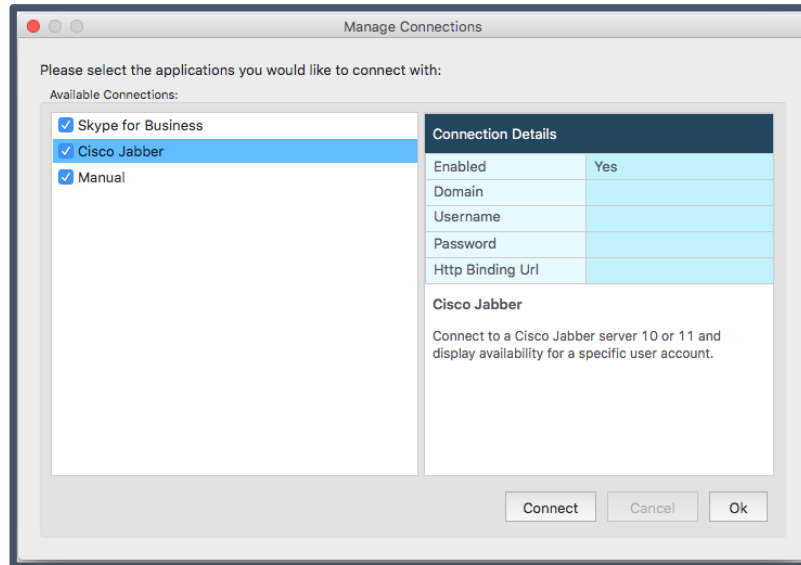 Manage Connections
Please select the applications you would like to connect with:
Available Connections:
Skype for Business
Cisco Jabber
Manual
Connection Details
Enabled Yes
Domain
Username
Password
Http Binding Url
Cisco Jabber
Connect to a Cisco Jabber server 10 or 11 and
display availability for a specific user account.
Connect Cancel Ok